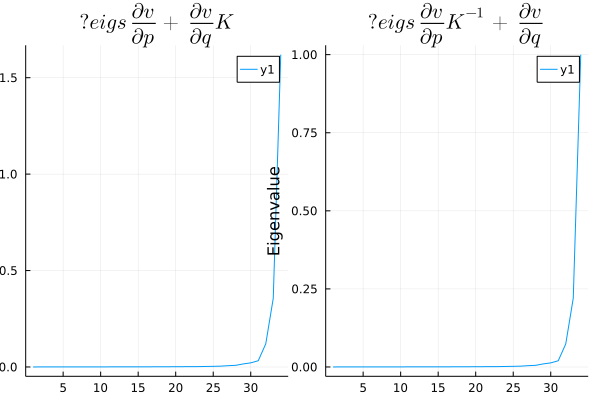 ?eigs ∂v/∂p + ∂v/∂q K
?eigs ∂v/∂p K⁻¹ + ∂v/∂q
y1
1.5
1.0
0.5
0.0
5 10 15 20 25 30
Eigenvalue
y1
1.00
0.75
0.50
0.25
0.00
5 10 15 20 25 30